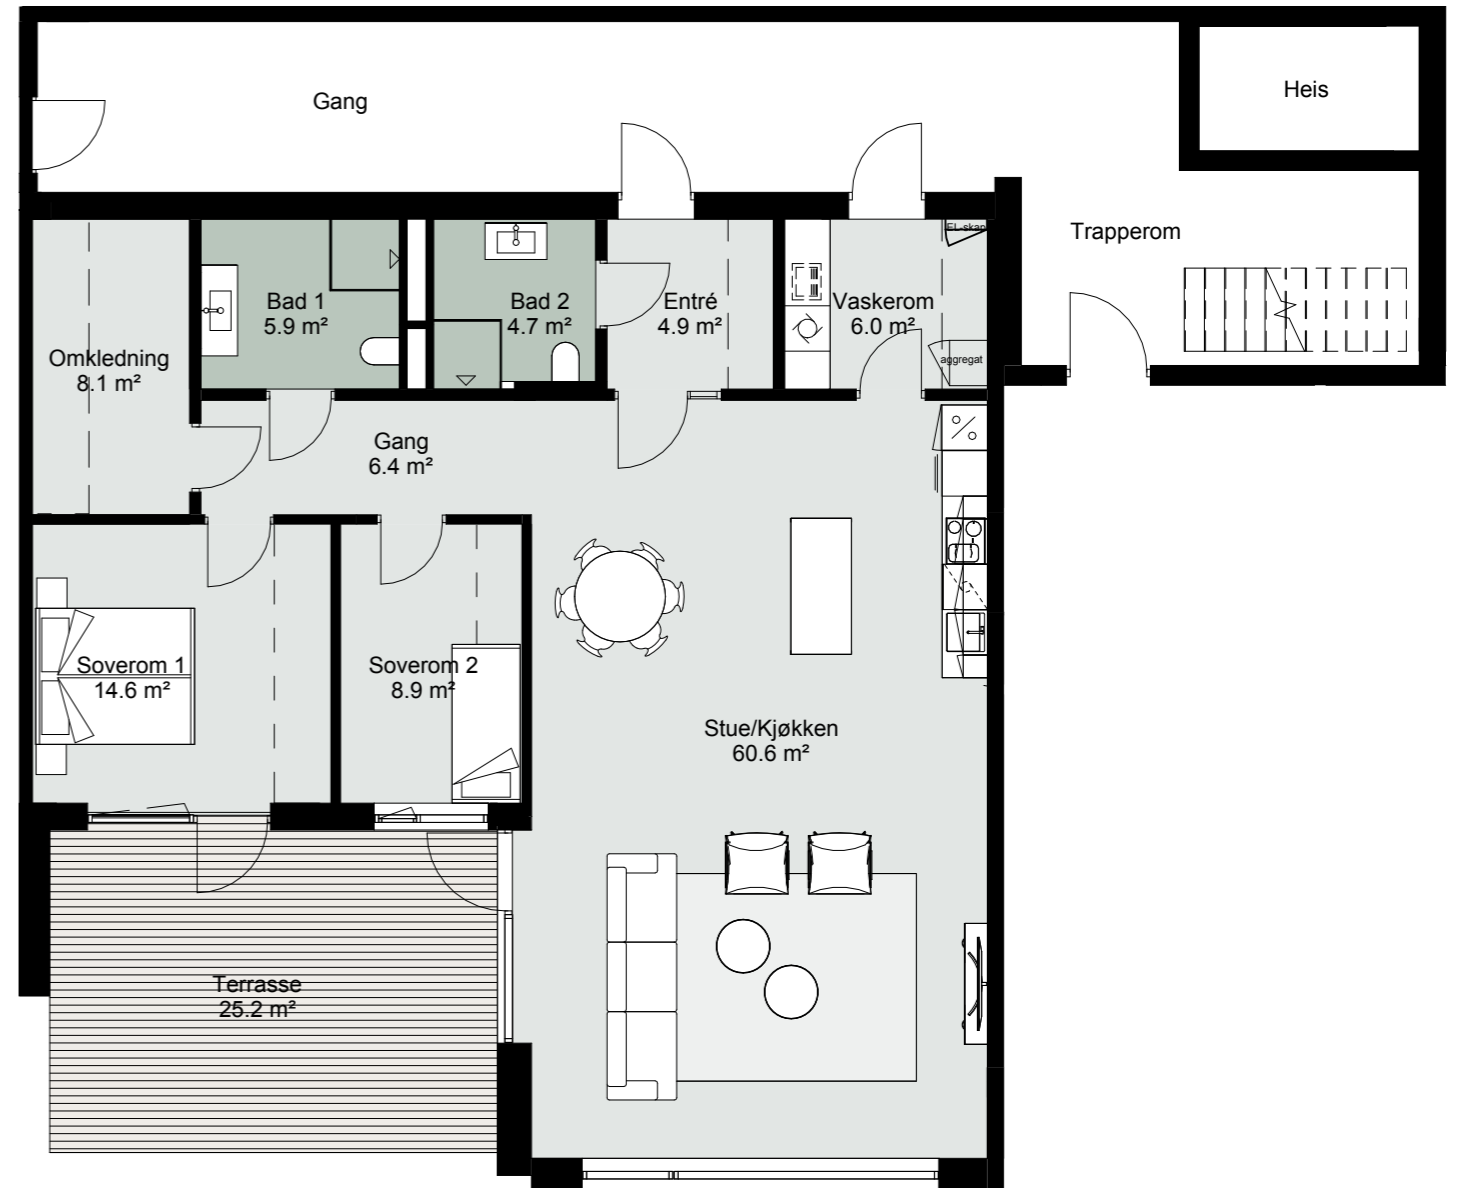 Gang
Heis
Trapperom
EL-skap
Bad 1
5.9 m²
Bad 2
4.7 m²
Entré
4.9 m²
Vaskerom
6.0 m²
aggregat
Omkledning
8.1 m²
Gang
6.4 m²
Soverom 1
14.6 m²
Soverom 2
8.9 m²
Stue/Kjøkken
60.6 m²
Terrasse
25.2 m²